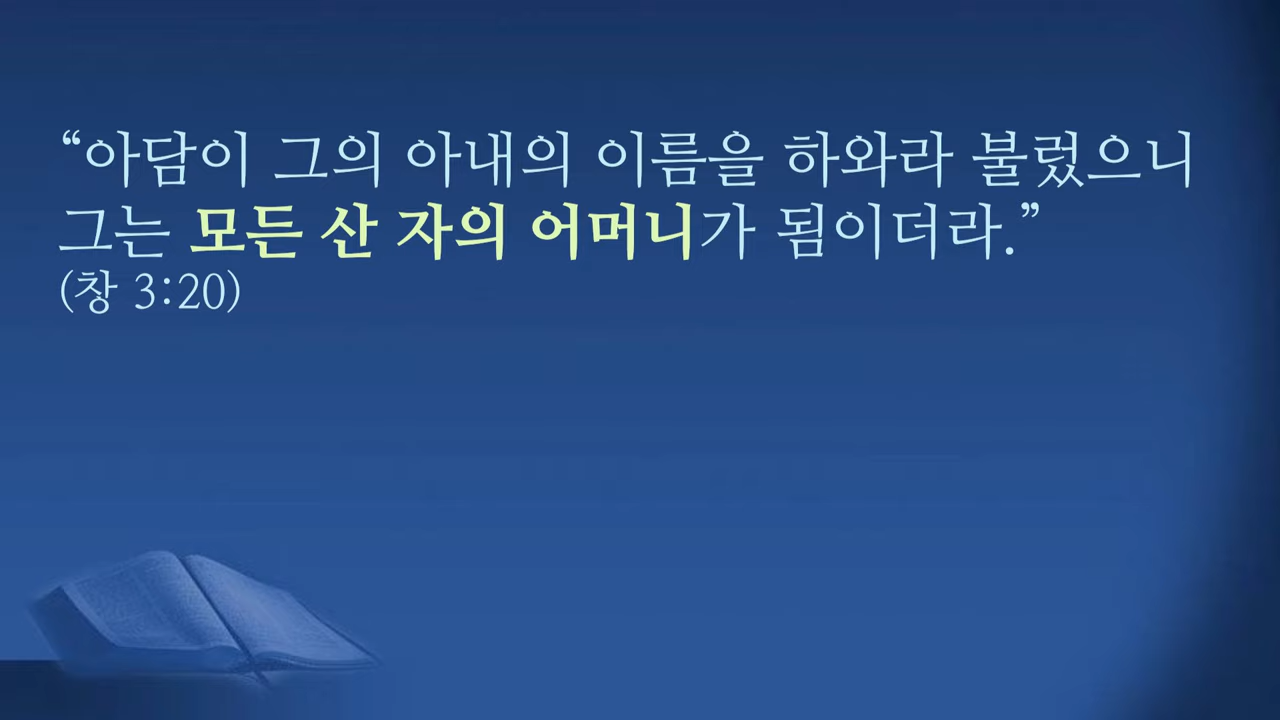 “아담이 그의 아내의 이름을 하와라 불렀으니
그는 모든 산 자의 어머니가 됨이더라.”
(창 3:20)